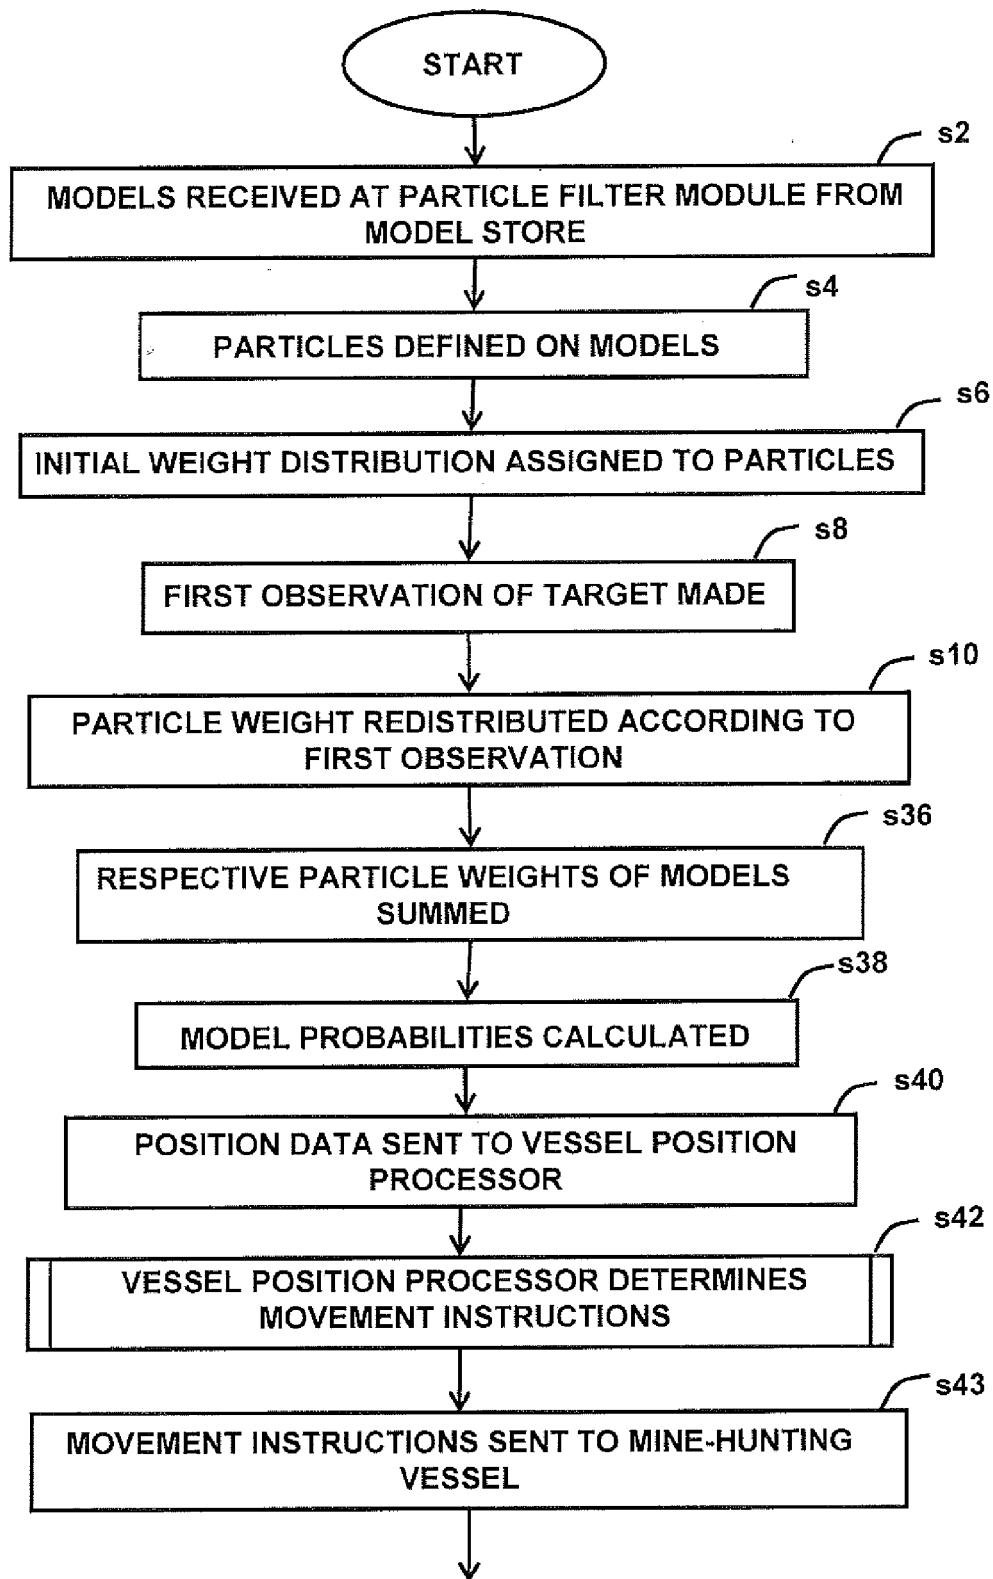 START
s2
MODELS RECEIVED AT PARTICLE FILTER MODULE FROM
MODEL STORE
s4
PARTICLES DEFINED ON MODELS
s6
INITIAL WEIGHT DISTRIBUTION ASSIGNED TO PARTICLES
s8
FIRST OBSERVATION OF TARGET MADE
s10
PARTICLE WEIGHT REDISTRIBUTED ACCORDING TO
FIRST OBSERVATION
s36
RESPECTIVE PARTICLE WEIGHTS OF MODELS
SUMMED
s38
MODEL PROBABILITIES CALCULATED
s40
POSITION DATA SENT TO VESSEL POSITION
PROCESSOR
s42
VESSEL POSITION PROCESSOR DETERMINES
MOVEMENT INSTRUCTIONS
s43
MOVEMENT INSTRUCTIONS SENT TO MINE-HUNTING
VESSEL